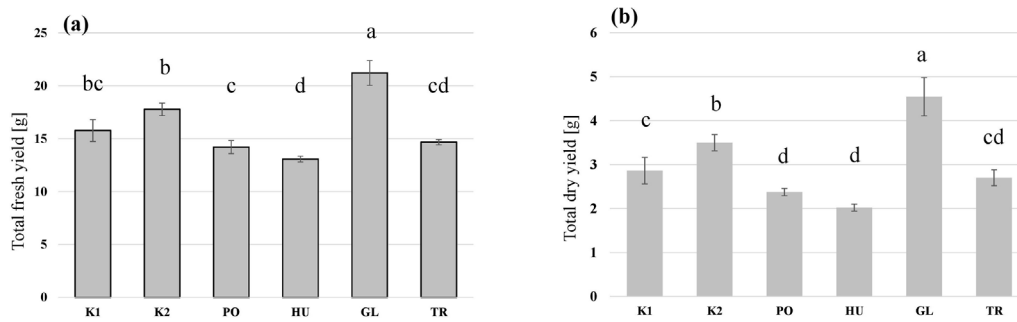 (a)
Total fresh yield [g]
25
20
15
10
5
0
bc
b
c
d
a
cd
K1 K2 PO HU GL TR
(b)
Total dry yield [g]
6
5
4
3
2
1
0
c
b
d
d
a
cd
K1 K2 PO HU GL TR